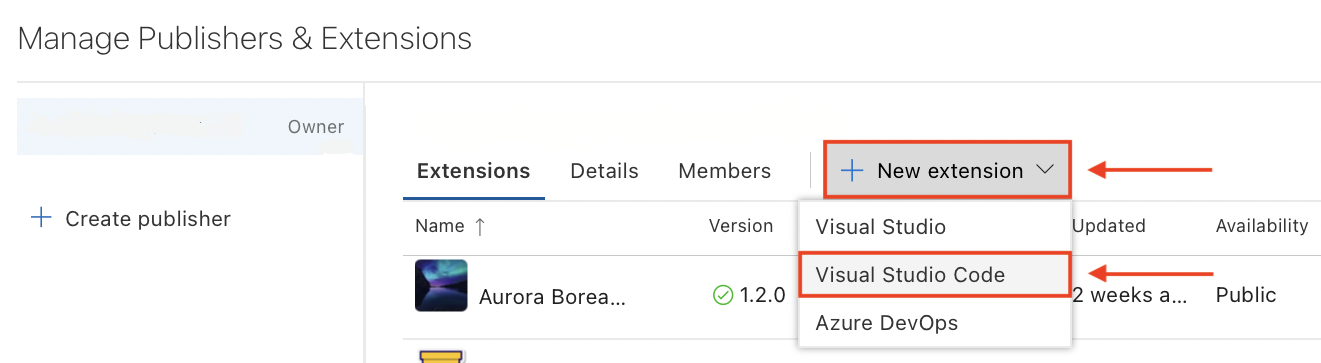 Manage Publishers & Extensions
Owner
Create publisher
Extensions Details Members New extension
Visual Studio
Visual Studio Code
Azure DevOps
Name ↑ Version Updated Availability
Aurora Borea... 1.2.0 2 weeks a... Public